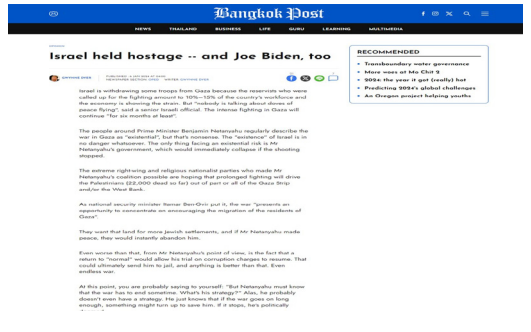 Bangkok Post
NEWS THAILAND BUSINESS LIFE GURU LEARNING MULTIMEDIA
Israel held hostage -- and Joe Biden, too
GWYNNE DYER
WRITER: GWYNNE DYER
RECOMMENDED
Transboundary water governance
More woes at Mo Chit 2
2024: the year it got (really) hot
Predicting 2024's global challenges
An Oregon project helping youths
Israel is withdrawing some troops from Gaza because the reservists who were
called up for the fighting amount to 10%—15% of the country's workforce and
the economy is showing the strain. But "nobody is talking about doves of
peace flying", said a senior Israeli official. The intense fighting in Gaza will
continue "for six months at least".
The people around Prime Minister Benjamin Netanyahu regularly describe the
war in Gaza as "existential", but that's nonsense. The "existence" of Israel is in
no danger whatsoever. The only thing facing an existential risk is Mr
Netanyahu's government, which would immediately collapse if the shooting
stopped.
The extreme right-wing and religious nationalist parties who made Mr
Netanyahu's coalition possible are hoping that prolonged fighting will drive
the Palestinians (22,000 dead so far) out of part or all of the Gaza Strip
and/or the West Bank.
As national security minister Itamar Ben-Gvir put it, the war "presents an
opportunity to concentrate on encouraging the migration of the residents of
Gaza".
They want that land for more Jewish settlements, and if Mr Netanyahu made
peace, they would instantly abandon him.
Even worse than that, from Mr Netanyahu's point of view, is the fact that a
return to "normal" would allow his trial on corruption charges to resume. That
could ultimately send him to jail, and anything is better than that. Even
endless war.
At this point, you are probably saying to yourself: "But Netanyahu must know
that the war has to end sometime. What's his strategy?" Alas, he probably
doesn't even have a strategy. He just knows that if the war goes on long
enough, something might turn up to save him. If it stops, he's politically